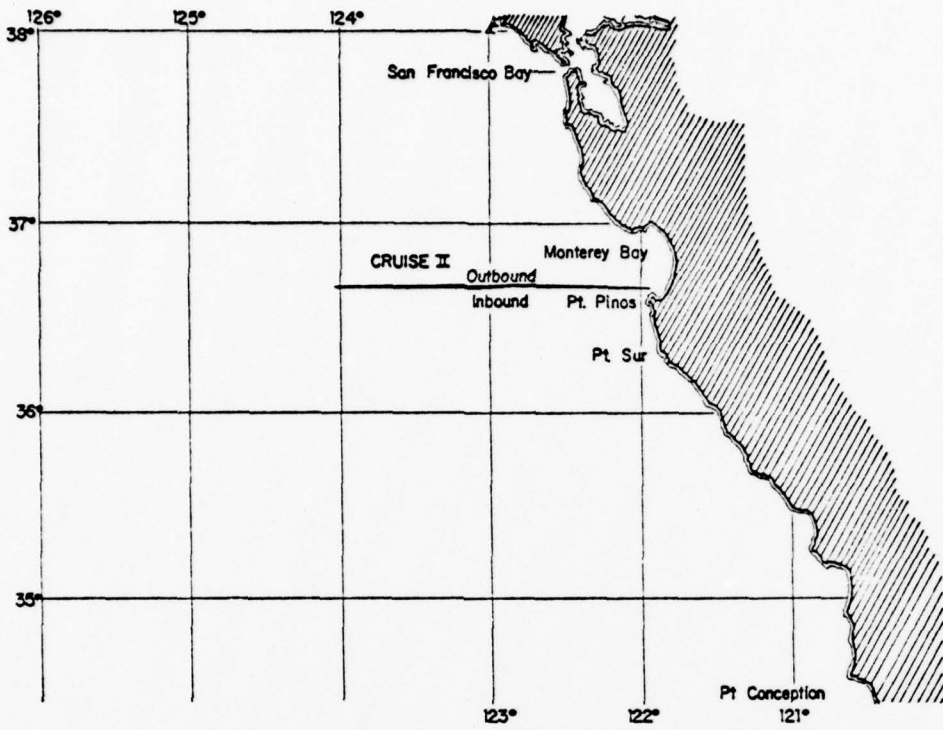 126° 125° 124°
38°
San Francisco Bay
37°
Monterey Bay
CRUISE II
Outbound
Inbound Pt. Pinos
Pt Sur
36°
35°
Pt Conception
123° 122° 121°